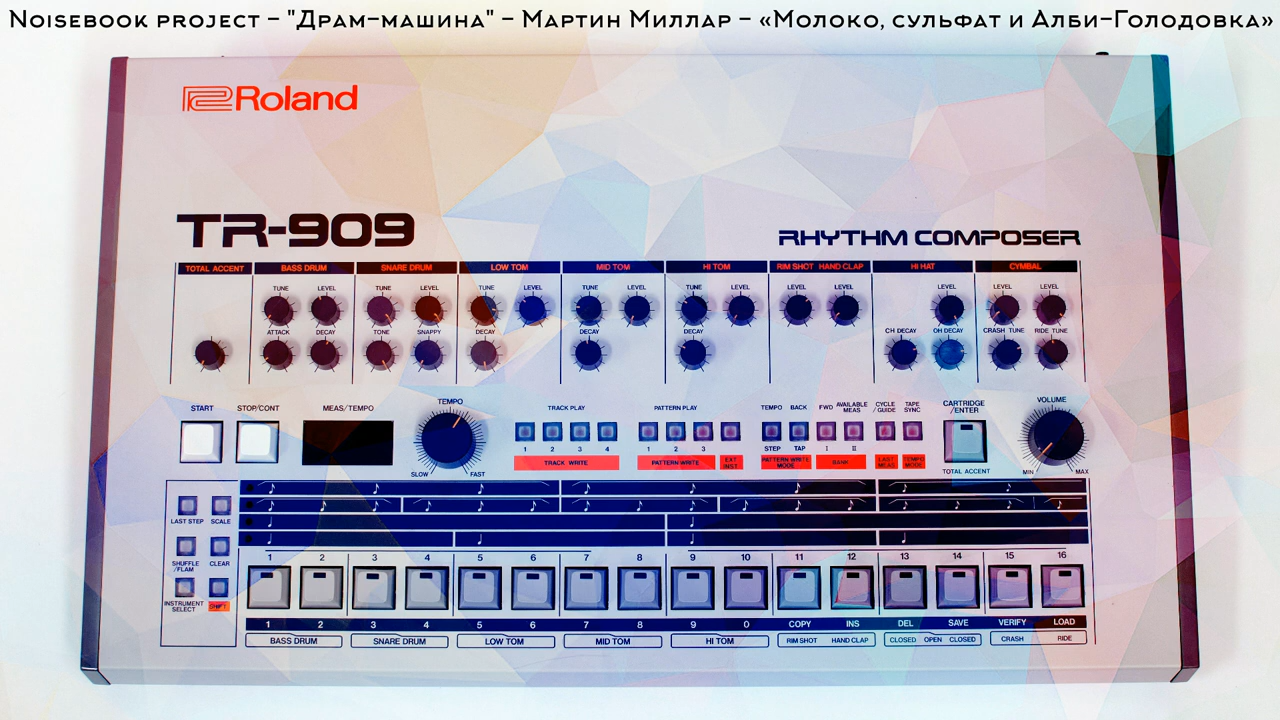 Noisebook project - "Драм-машина" - Мартин Миллар - «Молоко, сульфат и Алби-Голодовка»
Roland
TR-909
RHYTHM COMPOSER
TOTAL ACCENT BASS DRUM SNARE DRUM LOW TOM MID TOM HI TOM RIM SHOT HAND CLAP HI HAT CYMBAL
TUNE LEVEL TUNE LEVEL TUNE LEVEL TUNE LEVEL TUNE LEVEL LEVEL LEVEL LEVEL LEVEL LEVEL
ATTACK DECAY TONE SNAPPY DECAY DECAY DECAY CH DECAY OH DECAY CRASH TUNE RIDE TUNE
START STOP/CONT MEAS/TEMPO TEMPO TRACK PLAY PATTERN PLAY TEMPO BACK FWD AVAILABLE MEAS CYCLE /GUIDE TAPE SYNC CARTRIDGE /ENTER VOLUME
1 2 3 4 1 2 3 STEP TAP I II
SLOW FAST TRACK WRITE PATTERN WRITE EXT INST PATTERN WRITE MODE BANK LAST MEAS TEMPO MODE TOTAL ACCENT MIN MAX
LAST STEP SCALE
SHUFFLE /FLAM CLEAR
INSTRUMENT SELECT SHIFT
1 2 3 4 5 6 7 8 9 10 11 12 13 14 15 16
1 2 3 4 5 6 7 8 9 0 COPY INS DEL SAVE VERIFY LOAD
BASS DRUM SNARE DRUM LOW TOM MID TOM HI TOM RIM SHOT HAND CLAP CLOSED OPEN CLOSED CRASH RIDE